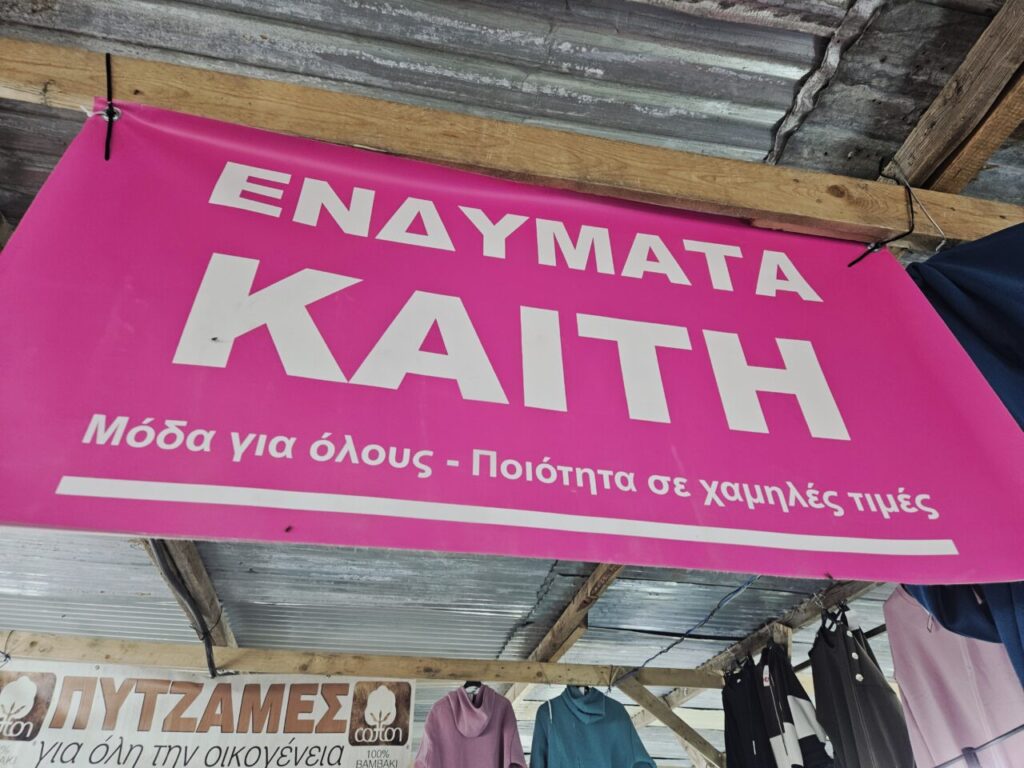 ΕΝΔΥΜΑΤΑ
ΚΑΙΤΗ
Μόδα για όλους - Ποιότητα σε χαμηλές τιμές
cotton ΠΥΤΖΑΜΕΣ cotton
για όλη την οικογένεια
100%
ΒΑΜΒΑΚΙ